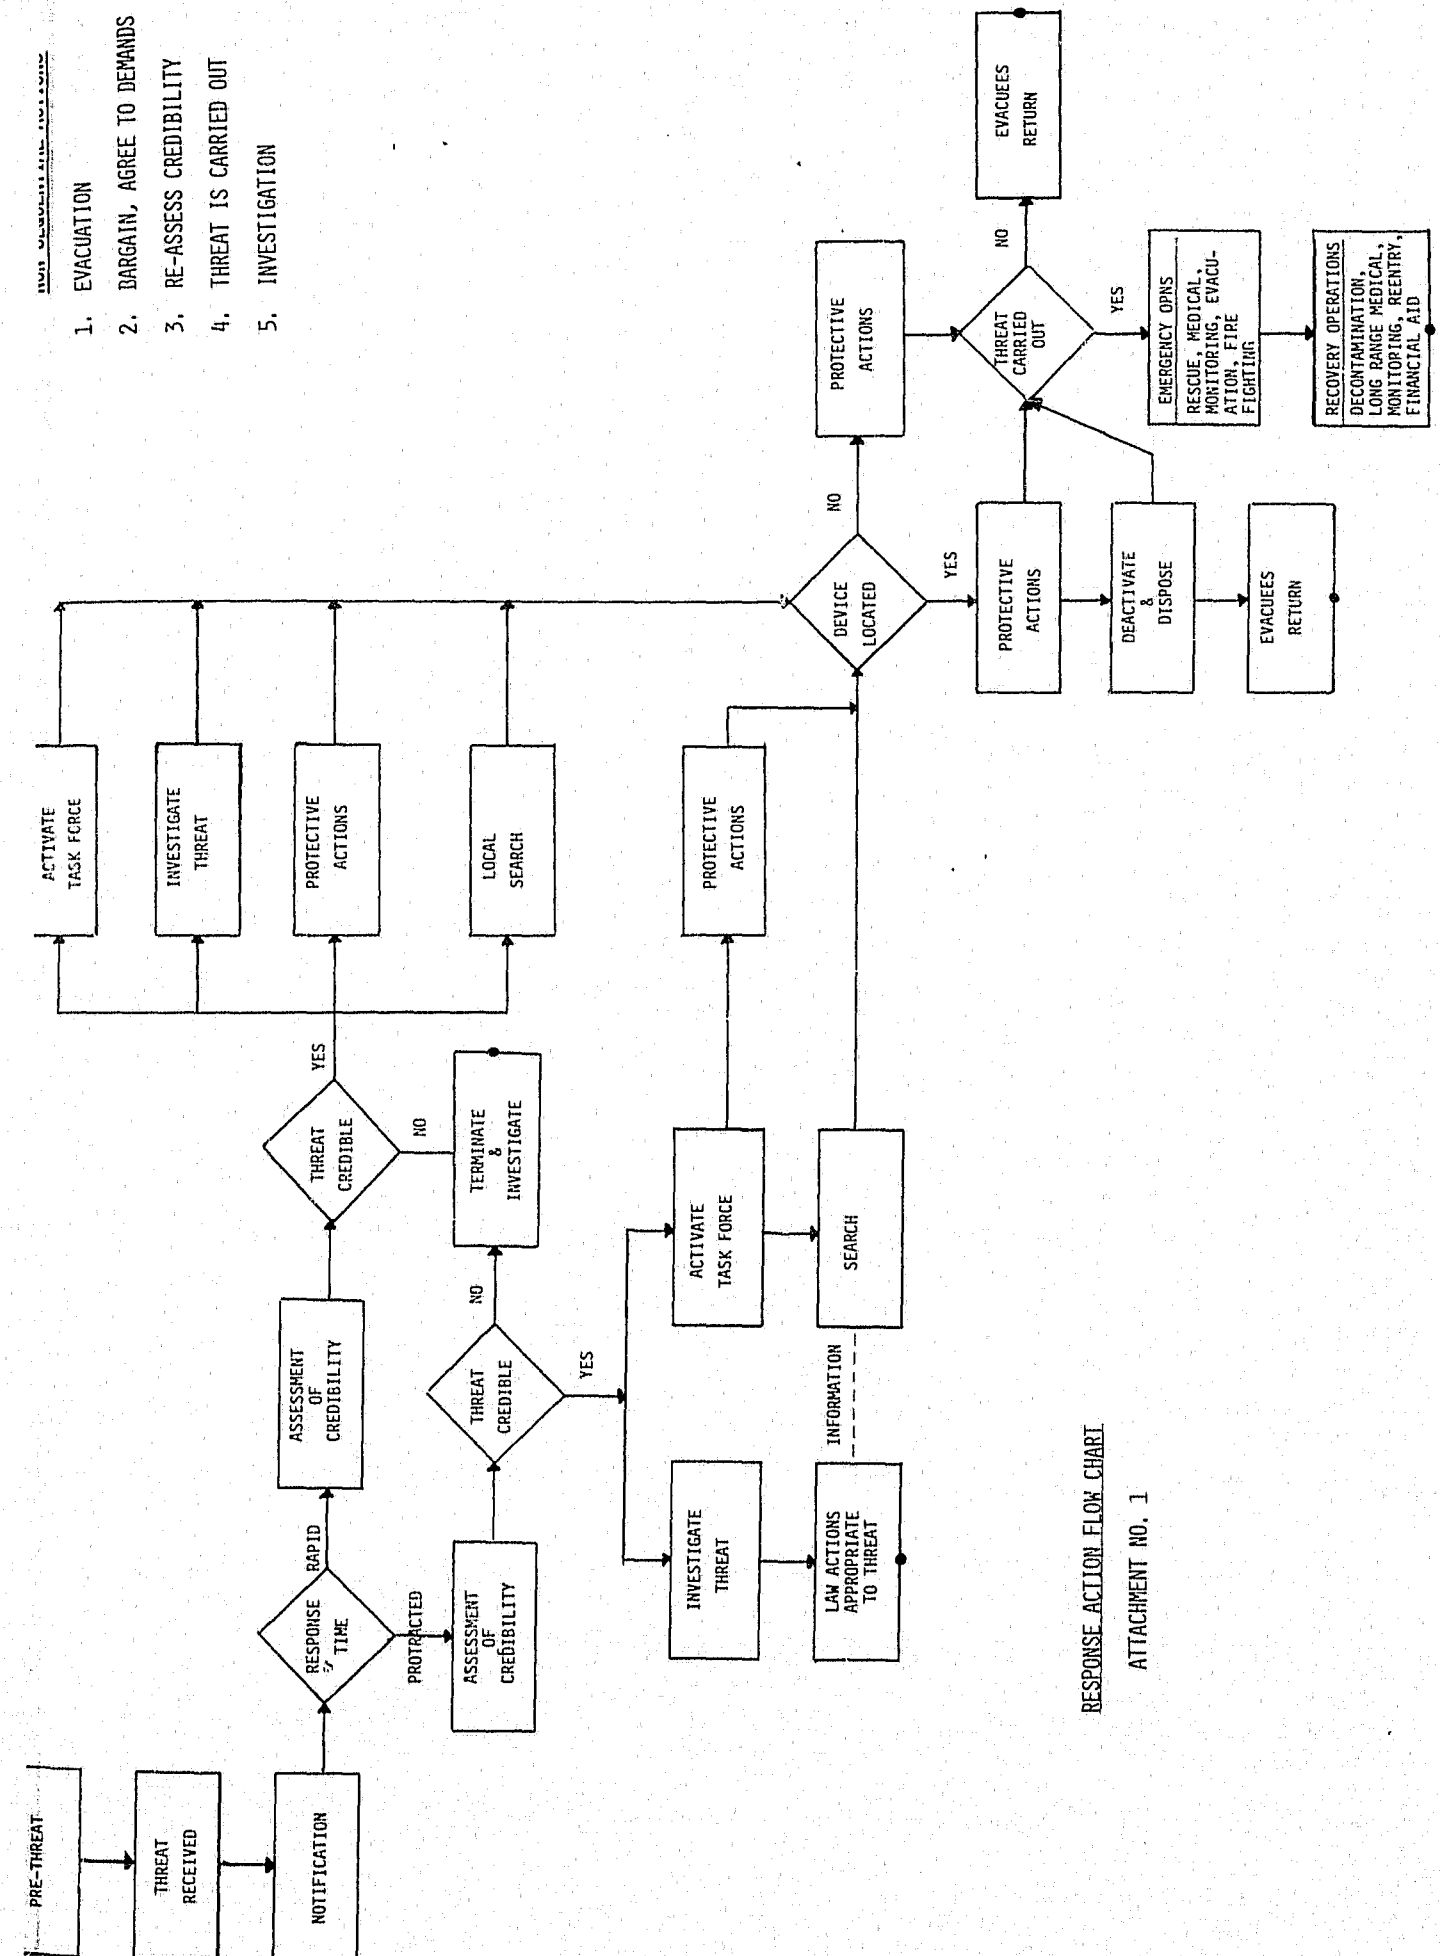 NON-SEQUENTIAL ACTIONS
1. EVACUATION
2. BARGAIN, AGREE TO DEMANDS
3. RE-ASSESS CREDIBILITY
4. THREAT IS CARRIED OUT
5. INVESTIGATION
PRE-THREAT
THREAT
RECEIVED
NOTIFICATION
RESPONSE
TIME
RAPID
PROTRACTED
ASSESSMENT
OF
CREDIBILITY
THREAT
CREDIBLE
YES
NO
ACTIVATE
TASK FORCE
INVESTIGATE
THREAT
PROTECTIVE
ACTIONS
LOCAL
SEARCH
ASSESSMENT
OF
CREDIBILITY
THREAT
CREDIBLE
NO
YES
TERMINATE
&
INVESTIGATE
INVESTIGATE
THREAT
LAW ACTIONS
APPROPRIATE
TO THREAT
INFORMATION
ACTIVATE
TASK FORCE
SEARCH
PROTECTIVE
ACTIONS
DEVICE
LOCATED
NO
YES
PROTECTIVE
ACTIONS
PROTECTIVE
ACTIONS
DEACTIVATE
&
DISPOSE
EVACUEES
RETURN
THREAT
CARRIED
OUT
NO
YES
EVACUEES
RETURN
EMERGENCY OPNS
RESCUE, MEDICAL,
MONITORING, EVACU-
ATION, FIRE
FIGHTING
RECOVERY OPERATIONS
DECONTAMINATION,
LONG RANGE MEDICAL,
MONITORING, REENTRY,
FINANCIAL AID
RESPONSE ACTION FLOW CHART
ATTACHMENT NO. 1